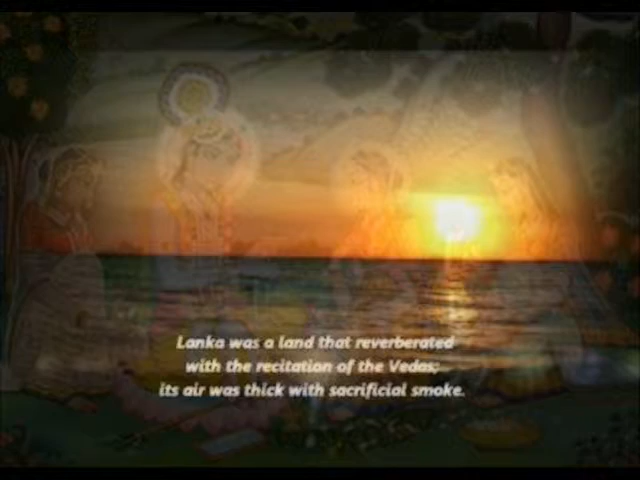 Lanka was a land that reverberated
with the recitation of the Vedas;
its air was thick with sacrificial smoke.